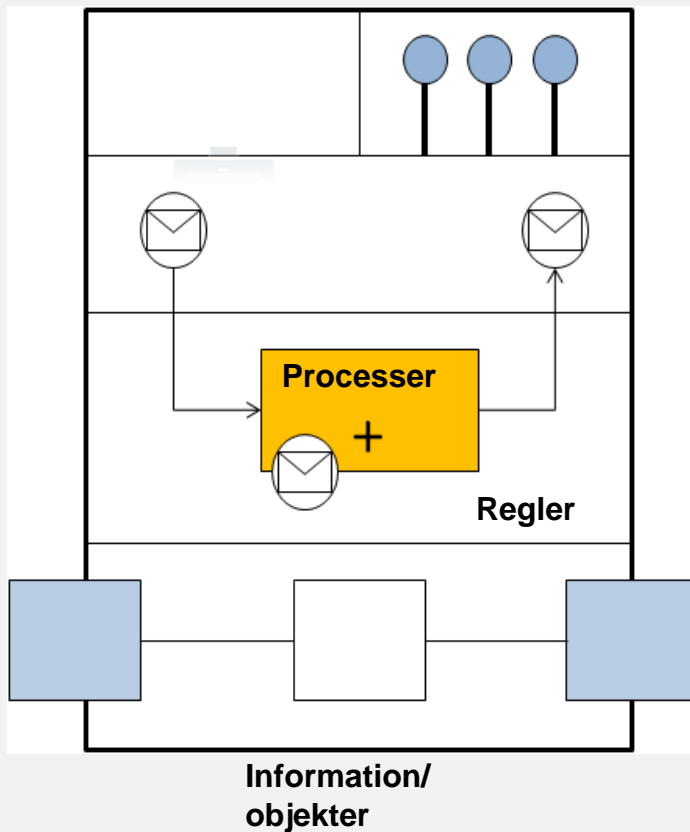 Processer
+
Regler
Information/
objekter